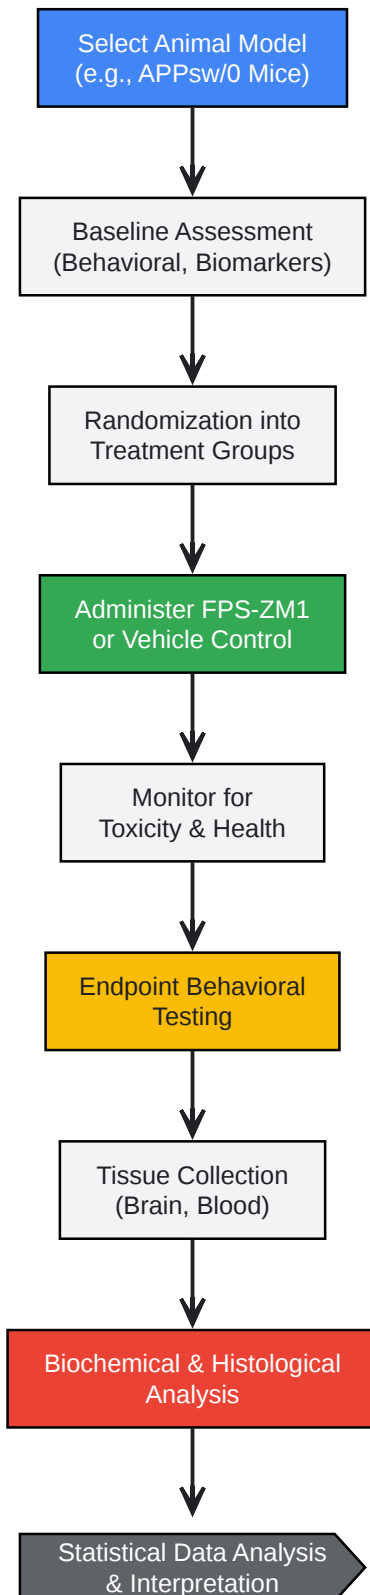 Select Animal Model
(e.g., APPsw/0 Mice)
Baseline Assessment
(Behavioral, Biomarkers)
Randomization into
Treatment Groups
Administer FPS-ZM1
or Vehicle Control
Monitor for
Toxicity & Health
Endpoint Behavioral
Testing
Tissue Collection
(Brain, Blood)
Biochemical & Histological
Analysis
Statistical Data Analysis
& Interpretation